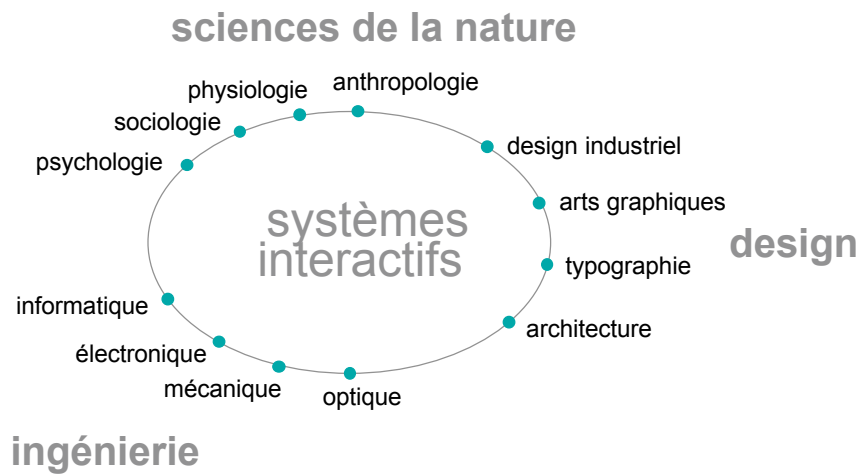 sciences de la nature
anthropologie
physiologie
sociologie
psychologie
design industriel
arts graphiques
systèmes
interactifs
design
typographie
informatique
architecture
électronique
mécanique
optique
ingénierie